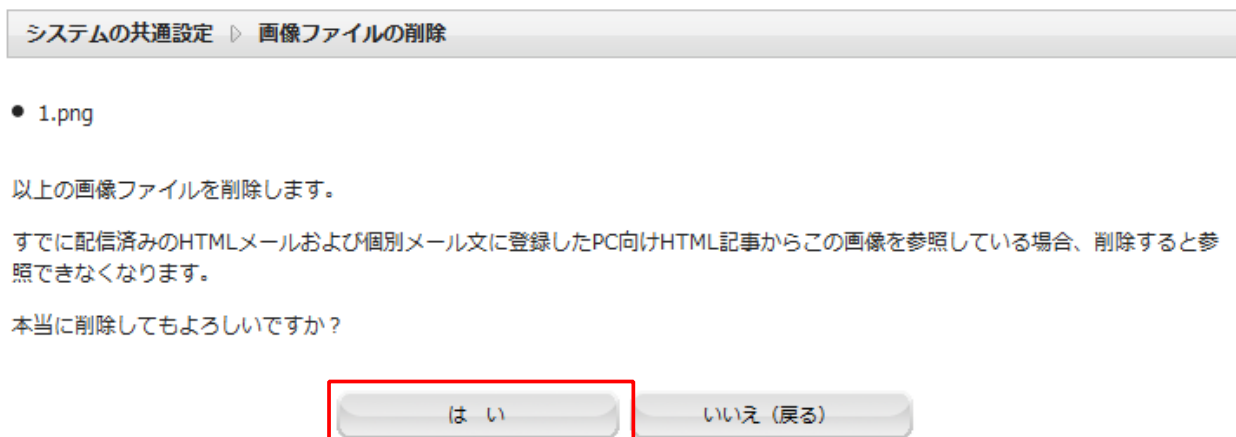 システムの共通設定 ▷ 画像ファイルの削除
● 1.png
以上の画像ファイルを削除します。
すでに配信済みのHTMLメールおよび個別メール文に登録したPC向けHTML記事からこの画像を参照している場合、削除すると参
照できなくなります。
本当に削除してもよろしいですか？
は い いいえ（戻る）